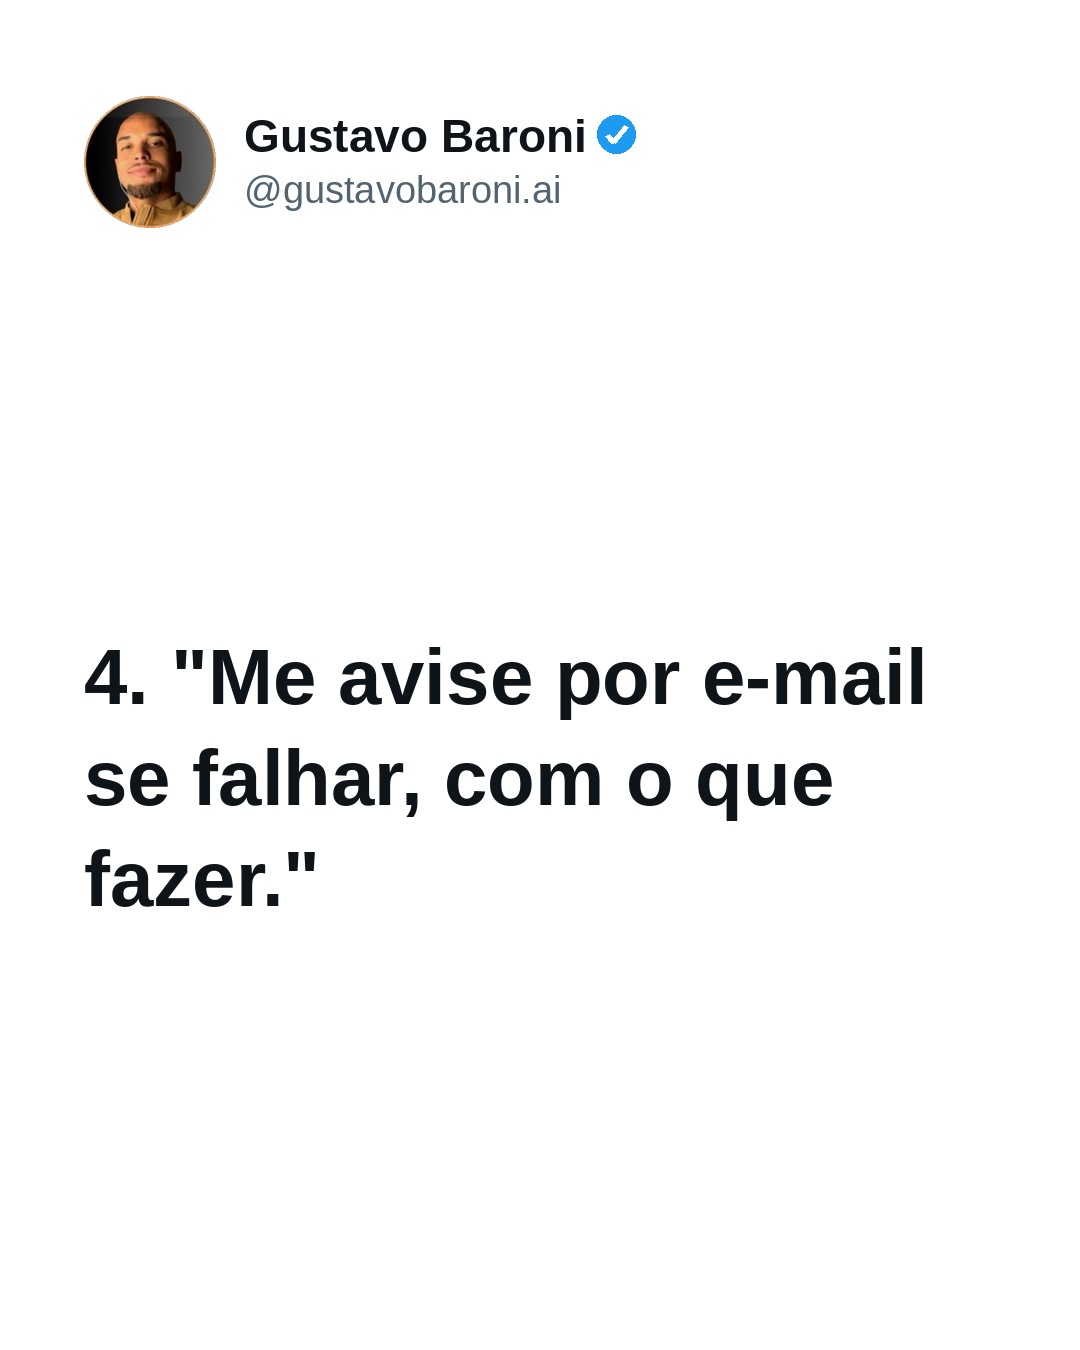 Gustavo Baroni
@gustavobaroni.ai
4. "Me avise por e-mail
se falhar, com o que
fazer."